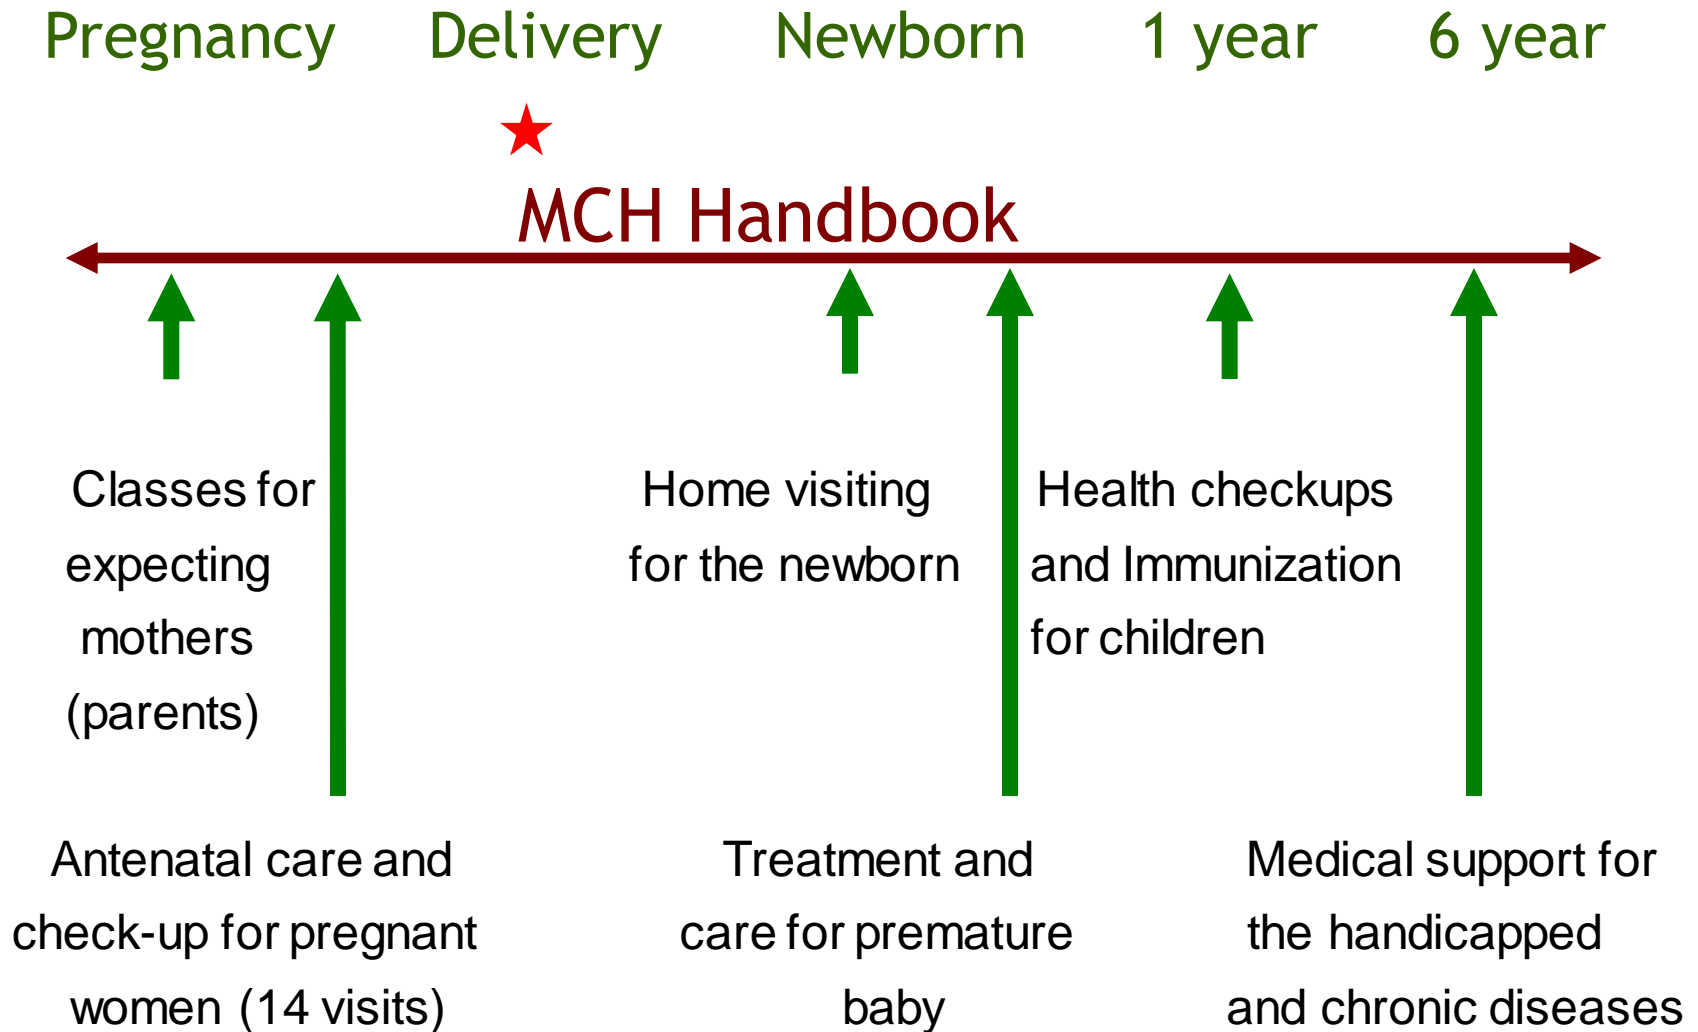 Pregnancy Delivery Newborn 1 year 6 year
MCH Handbook
Classes for
expecting
mothers
(parents)
Home visiting
for the newborn
Health checkups
and Immunization
for children
Antenatal care and
check-up for pregnant
women (14 visits)
Treatment and
care for premature
baby
Medical support for
the handicapped
and chronic diseases